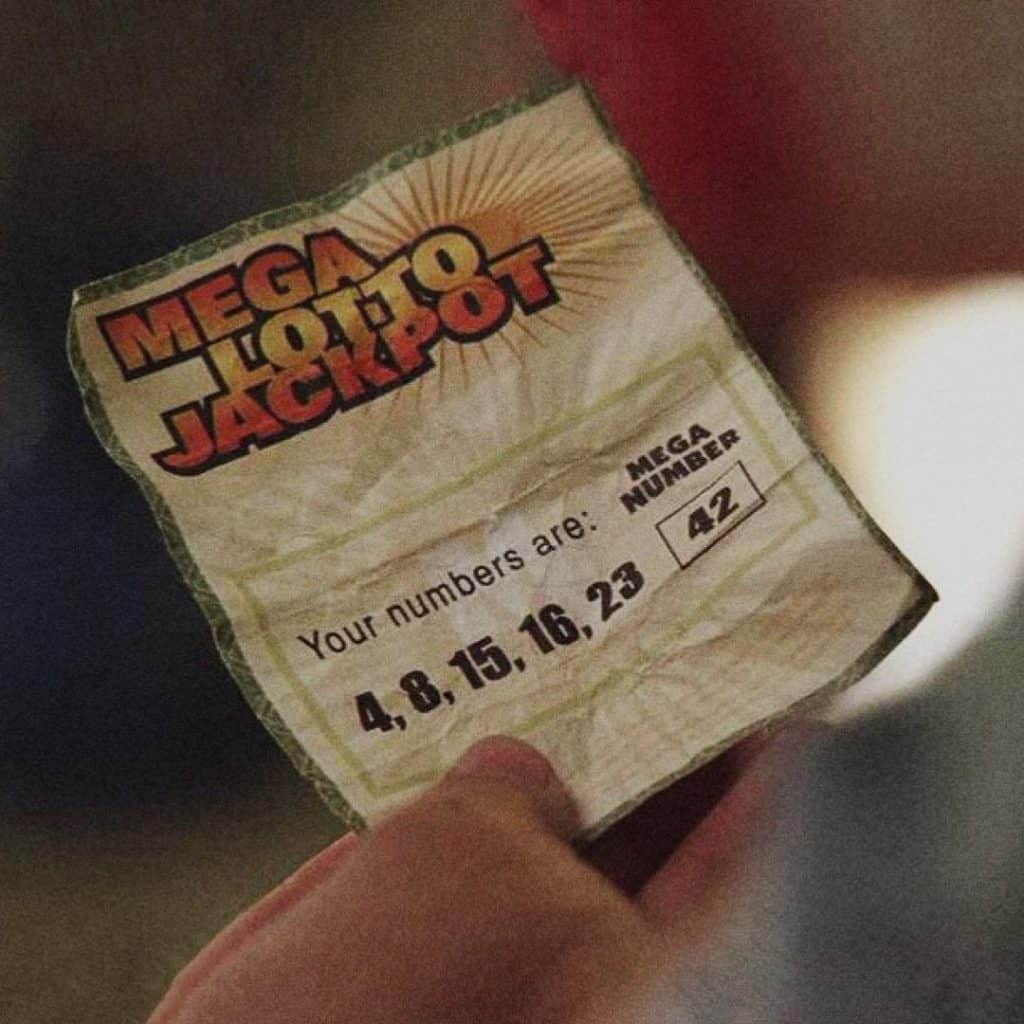 MEGA
LOTTO
JACKPOT
MEGA
NUMBER
Your numbers are: 42
4, 8, 15, 16, 23